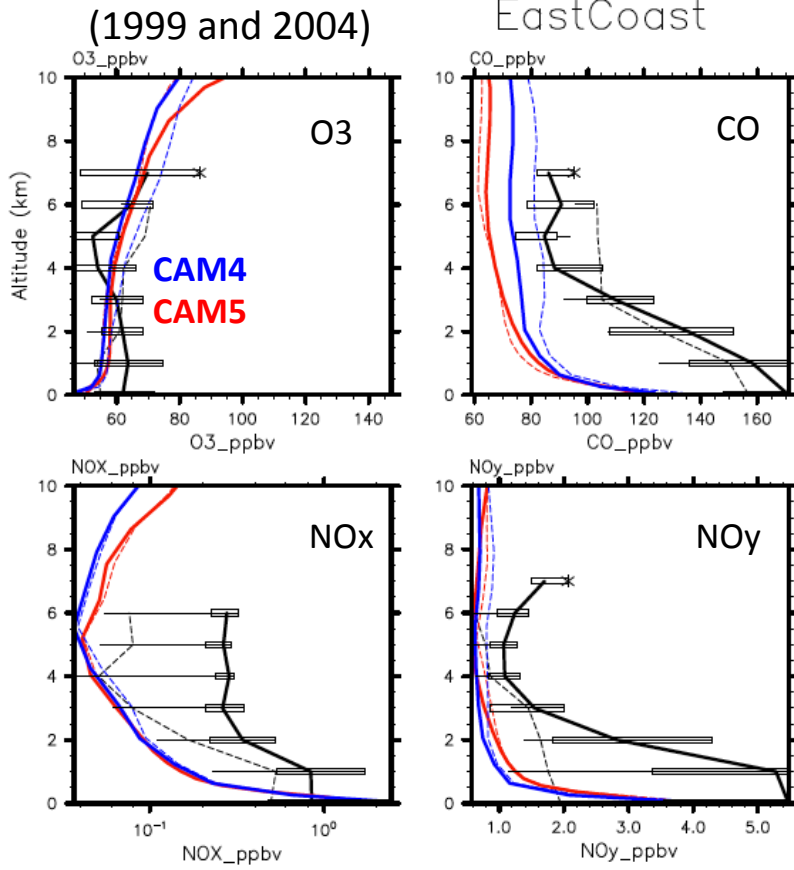 (1999 and 2004)
EastCoast
O3_ppbv
CO_ppbv
10
8
6
4
2
0
Altitude (km)
O3
CAM4
CAM5
60
80
100
120
140
O3_ppbv
10
8
6
4
2
0
CO
60
80
100
120
140
160
CO_ppbv
NOX_ppbv
NOy_ppbv
10
8
6
4
2
0
NOx
10⁻¹
10⁰
NOX_ppbv
10
8
6
4
2
0
NOy
1.0
2.0
3.0
4.0
5.0
NOy_ppbv